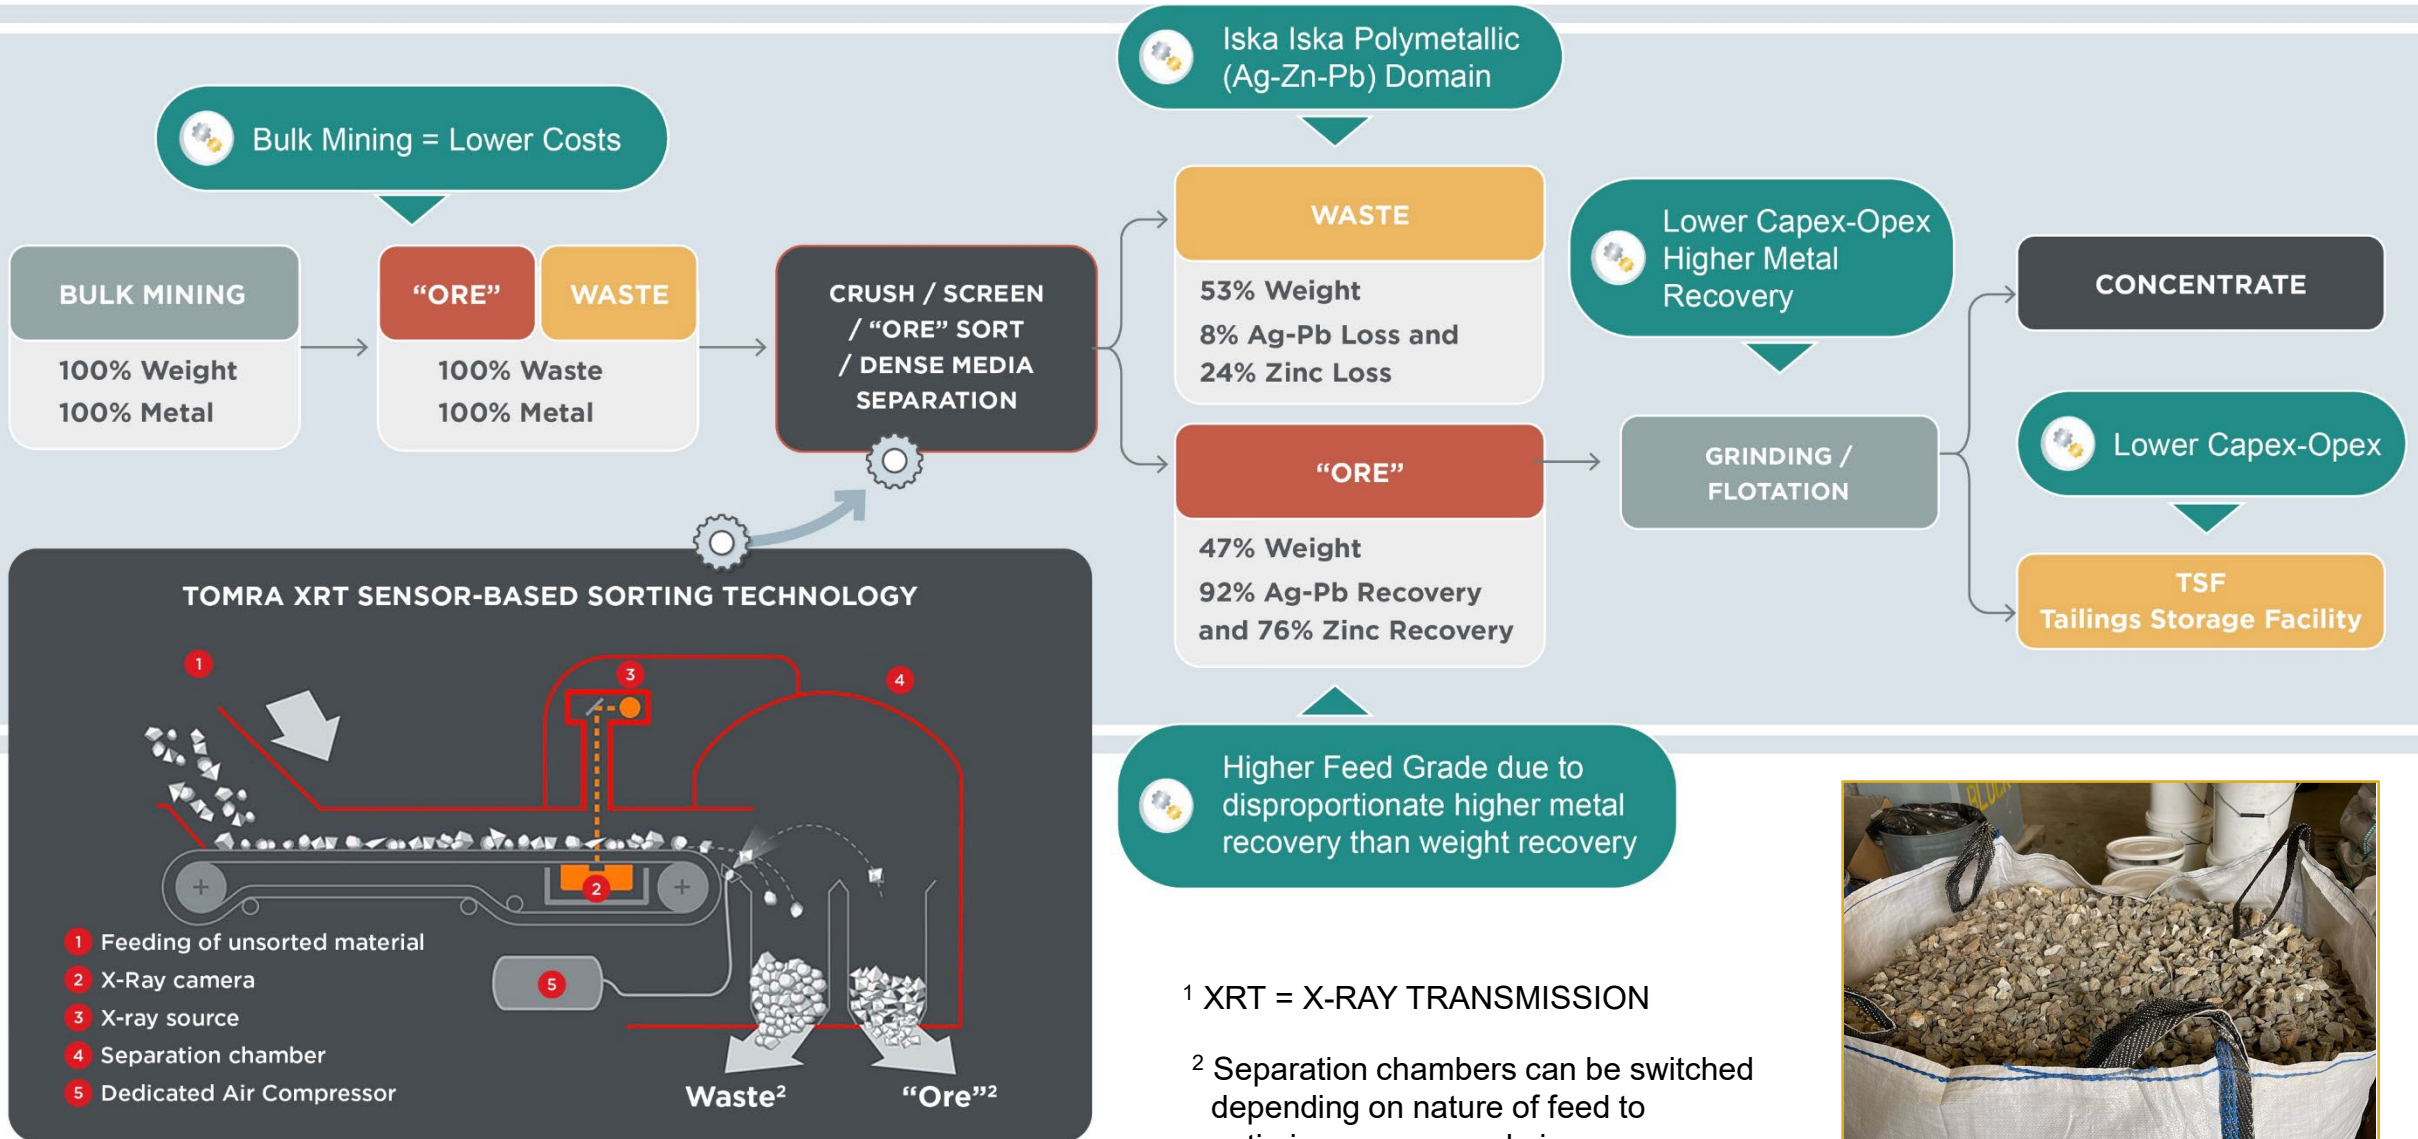 Iska Iska Polymetallic
(Ag-Zn-Pb) Domain
Bulk Mining = Lower Costs
BULK MINING
100% Weight
100% Metal
“ORE”
WASTE
100% Waste
100% Metal
CRUSH / SCREEN
/ “ORE” SORT
/ DENSE MEDIA
SEPARATION
WASTE
53% Weight
8% Ag-Pb Loss and
24% Zinc Loss
“ORE”
47% Weight
92% Ag-Pb Recovery
and 76% Zinc Recovery
Lower Capex-Opex
Higher Metal
Recovery
GRINDING /
FLOTATION
CONCENTRATE
Lower Capex-Opex
TSF
Tailings Storage Facility
Higher Feed Grade due to
disproportionate higher metal
recovery than weight recovery
TOMRA XRT SENSOR-BASED SORTING TECHNOLOGY
1
3
4
2
5
1 Feeding of unsorted material
2 X-Ray camera
3 X-ray source
4 Separation chamber
5 Dedicated Air Compressor
Waste²
“Ore”²
¹ XRT = X-RAY TRANSMISSION
² Separation chambers can be switched
depending on nature of feed to